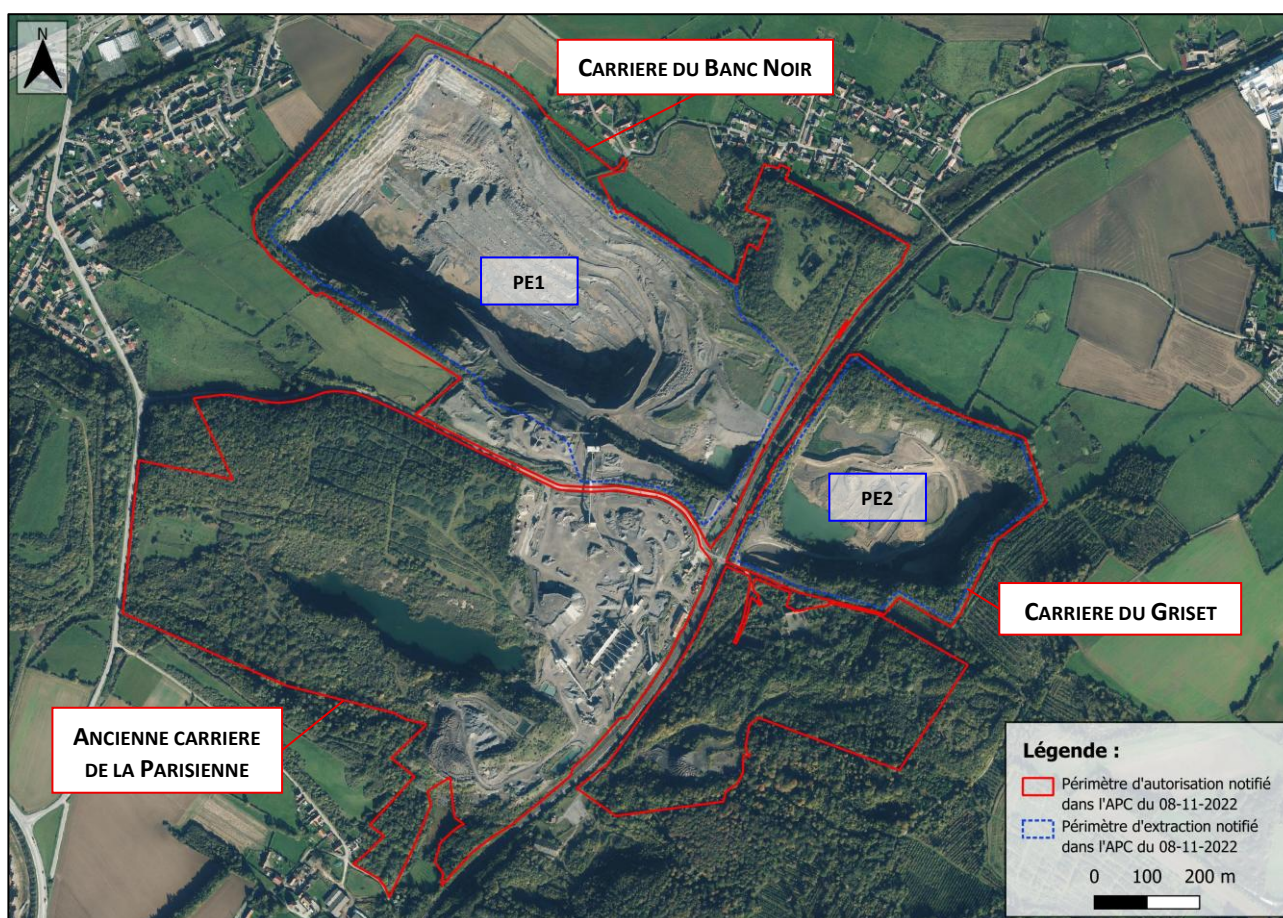 N
CARRIERE DU BANC NOIR
PE1
PE2
CARRIERE DU GRISET
ANCIENNE CARRIERE
DE LA PARISIENNE
Légende :
Périmètre d'autorisation notifié
dans l'APC du 08-11-2022
Périmètre d'extraction notifié
dans l'APC du 08-11-2022
0 100 200 m